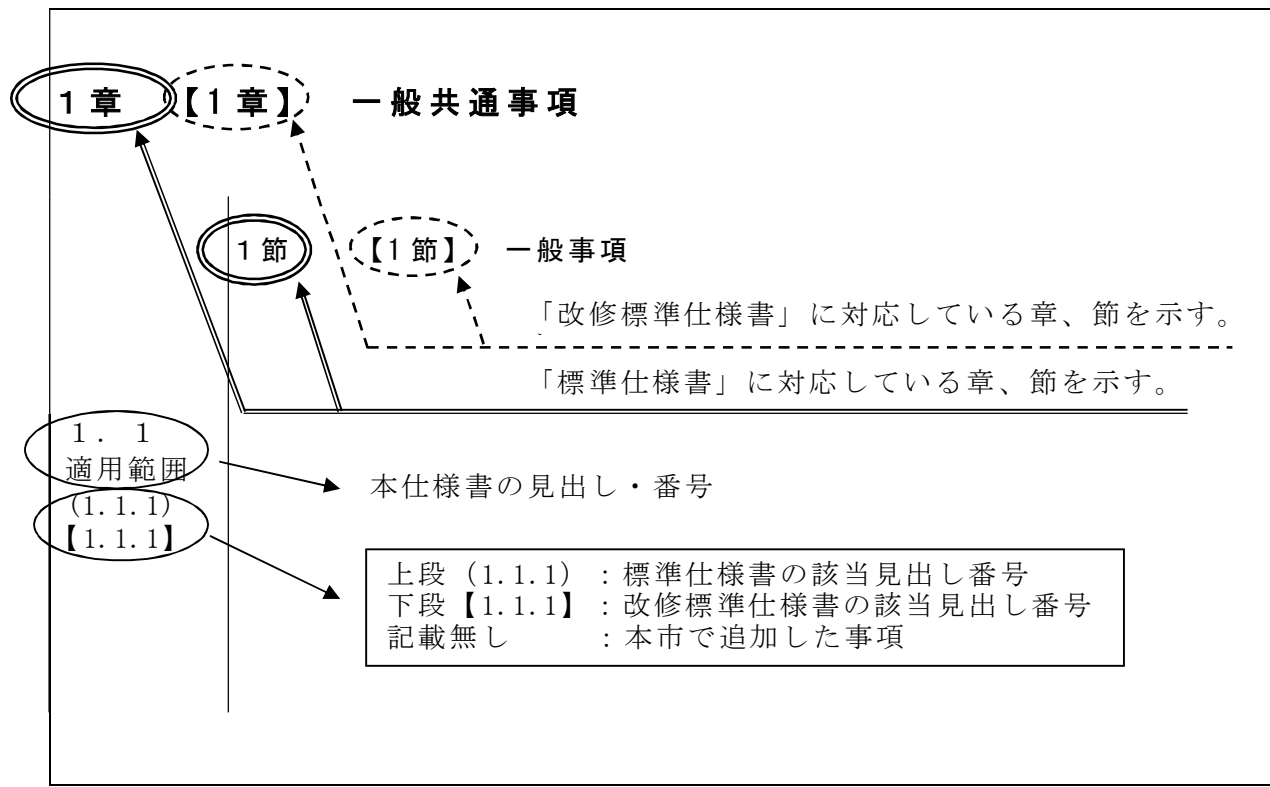 1章 【1章】 一般共通事項
1節 【1節】 一般事項
「改修標準仕様書」に対応している章、節を示す。
「標準仕様書」に対応している章、節を示す。
1. 1
適用範囲
(1.1.1)
【1.1.1】
本仕様書の見出し・番号
上段(1.1.1):標準仕様書の該当見出し番号
下段【1.1.1】:改修標準仕様書の該当見出し番号
記載無し :本市で追加した事項